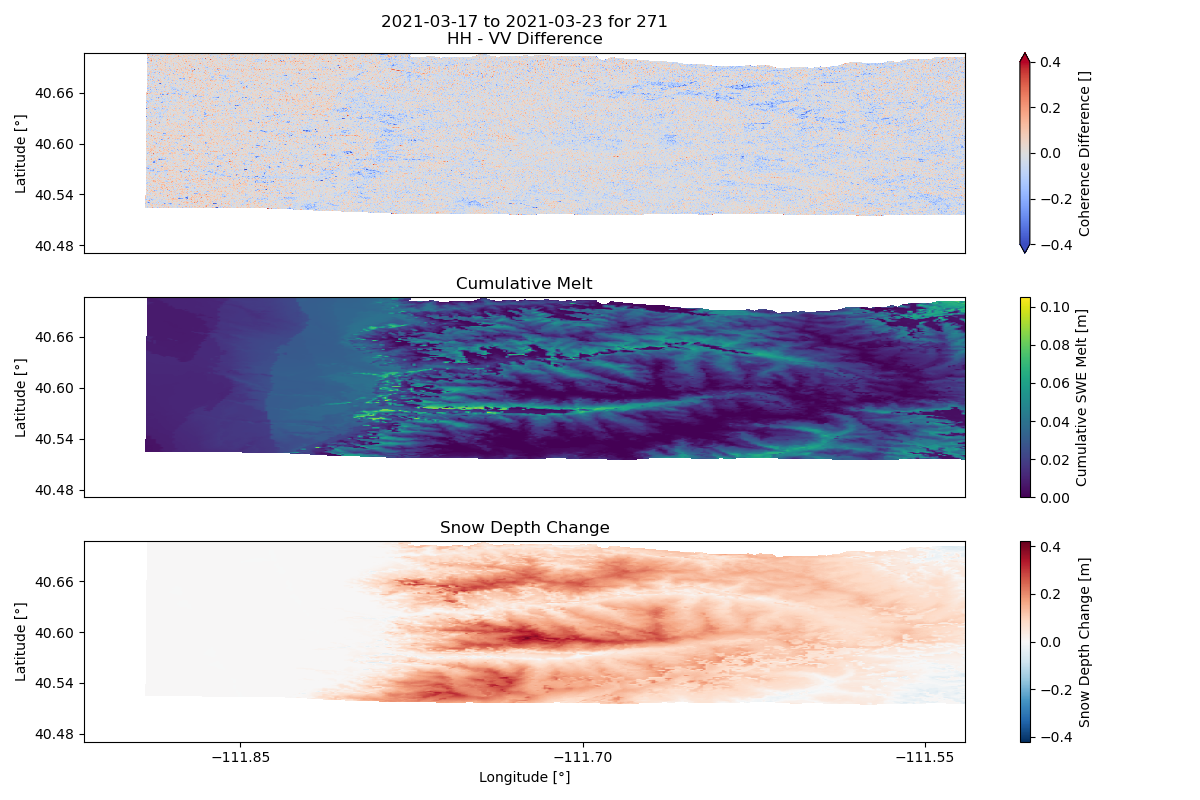 2021-03-17 to 2021-03-23 for 271
HH - VV Difference
40.66
40.60
40.54
40.48
Latitude [°]
0.4
0.2
0.0
−0.2
−0.4
Coherence Difference []
Cumulative Melt
40.66
40.60
40.54
40.48
Latitude [°]
0.10
0.08
0.06
0.04
0.02
0.00
Cumulative SWE Melt [m]
Snow Depth Change
40.66
40.60
40.54
40.48
Latitude [°]
−111.85
−111.70
−111.55
Longitude [°]
0.4
0.2
0.0
−0.2
−0.4
Snow Depth Change [m]